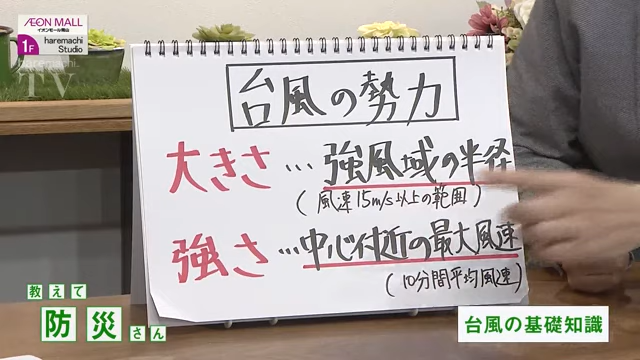 ÆON MALL
イオンモール岡山
1F
haremachi
Studio
haremachi
TV
台風の勢力
大きさ…強風域の半径
(風速15m/s以上の範囲)
強さ…中心付近の最大風速
(10分間平均風速)
教えて
防災さん
台風の基礎知識